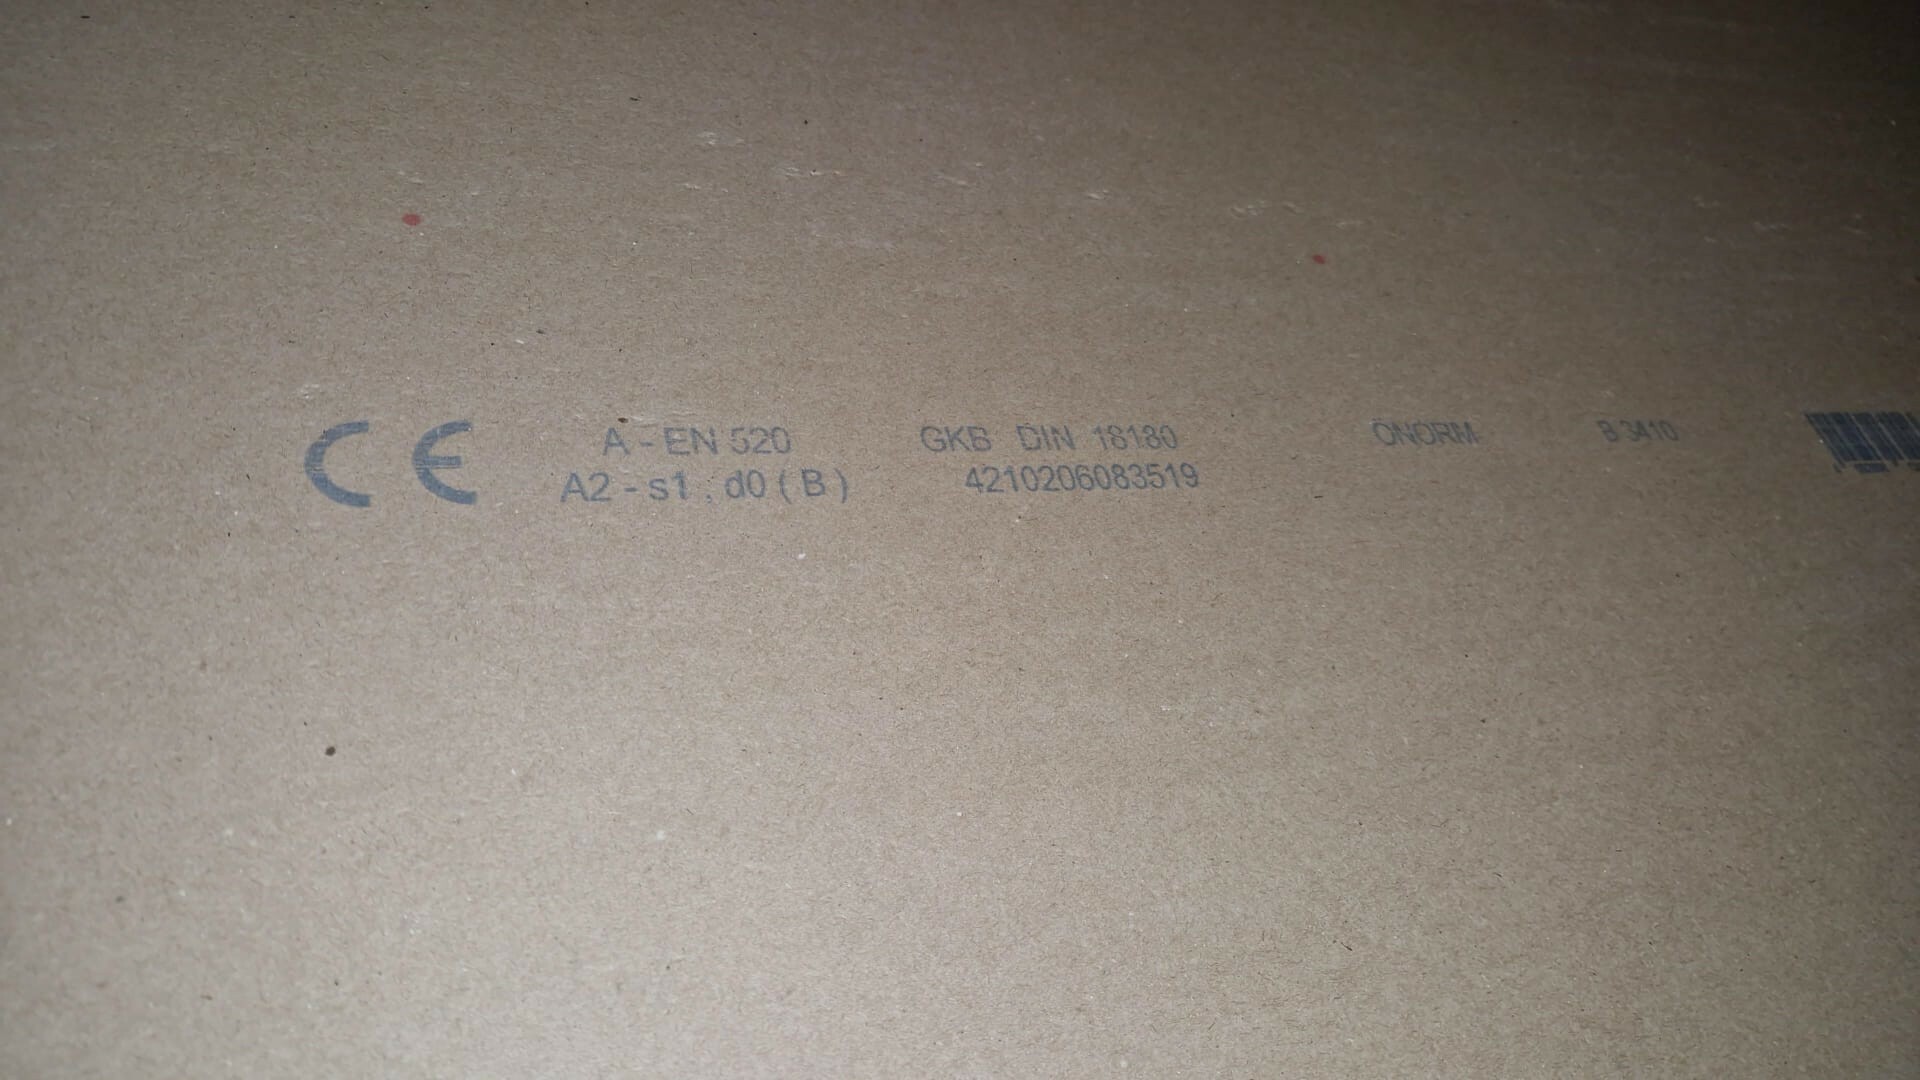 CE A - EN 520 GKB DIN 18180 ÖNORM B 3410
A2 - s1 , d0 ( B ) 4210206083519